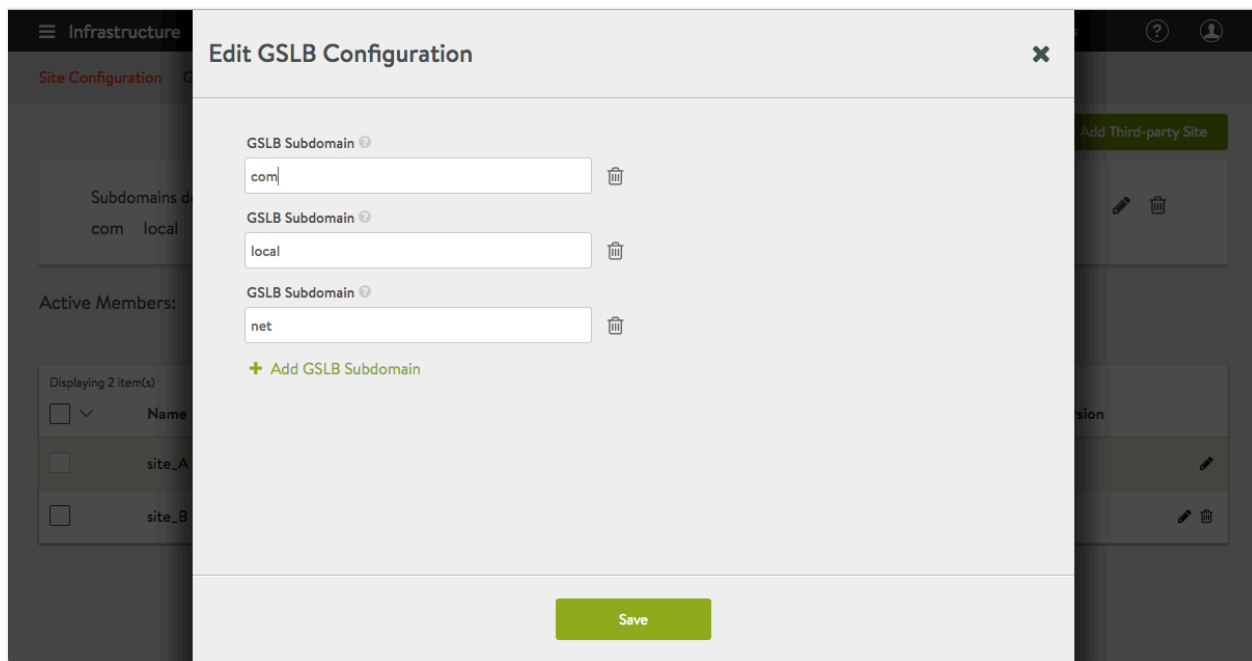 Infrastructure
Edit GSLB Configuration
Site Configuration
GSLB Subdomain
Add Third-party Site
com
Subdomains
com local
GSLB Subdomain
local
GSLB Subdomain
Active Members:
net
+ Add GSLB Subdomain
Displaying 2 item(s)
Name
site_A
site_B
Save